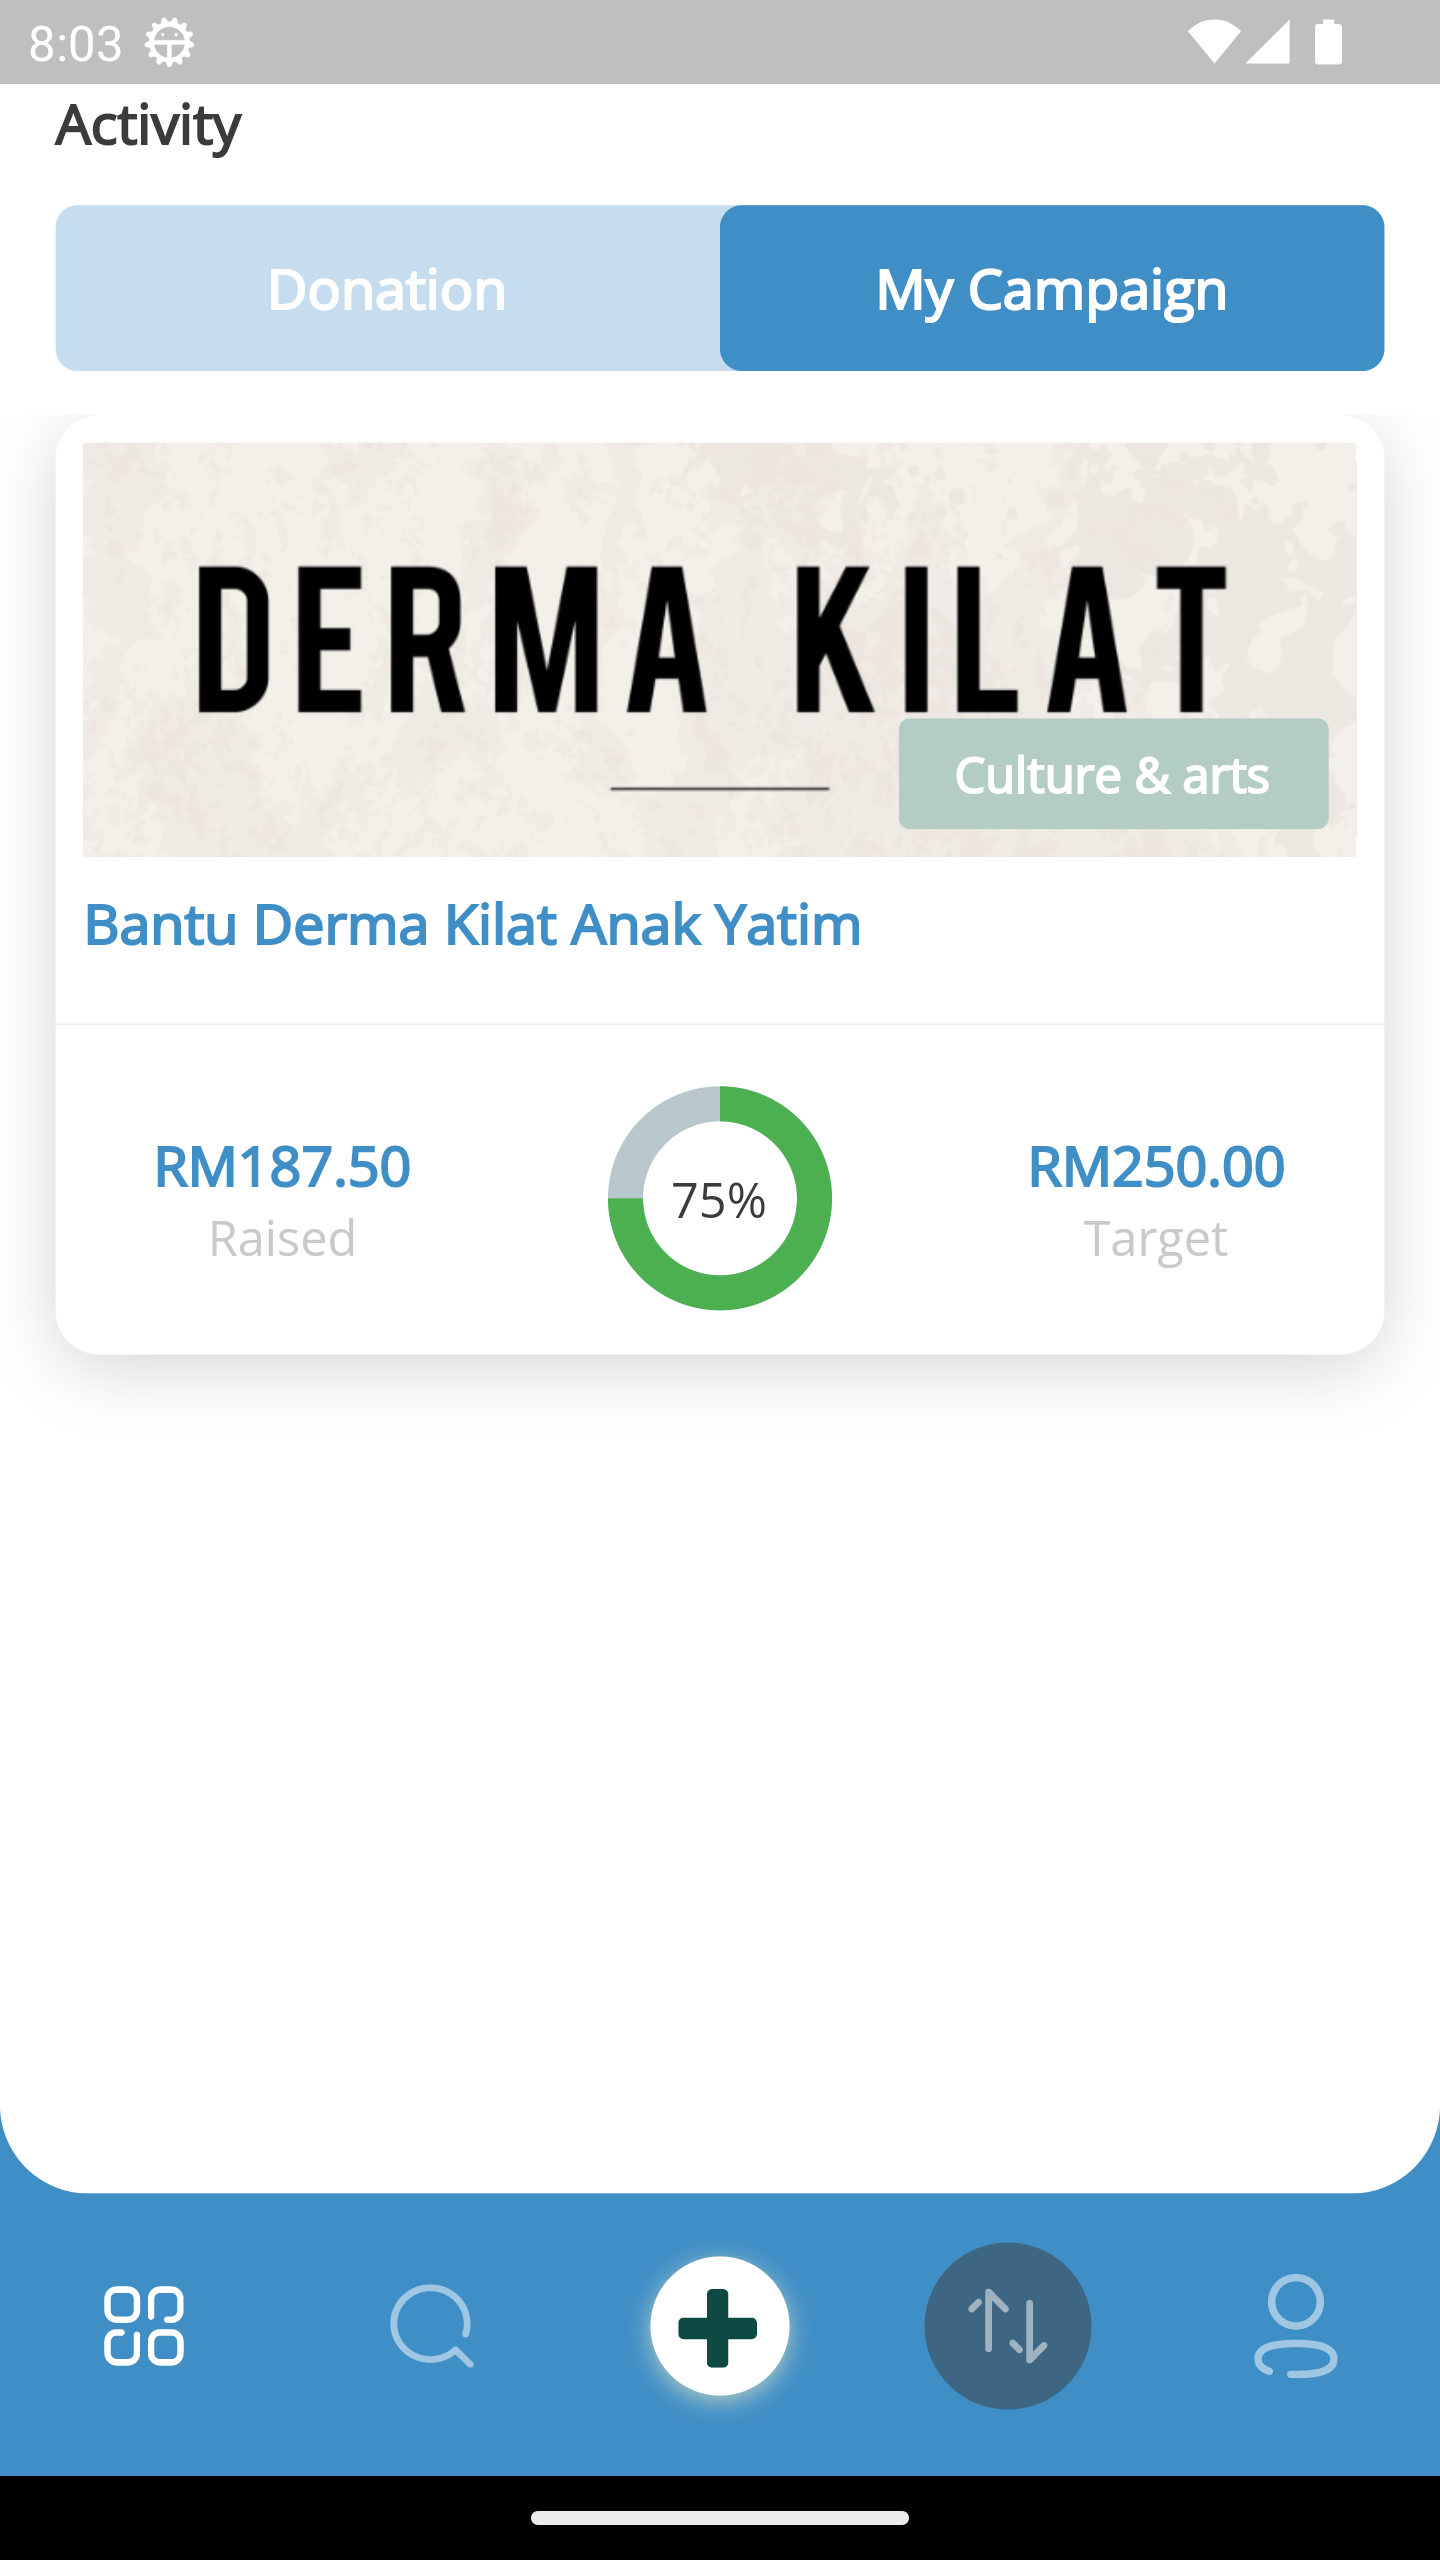 8:03
Activity
Donation
My Campaign
DERMA KILAT
Culture & arts
Bantu Derma Kilat Anak Yatim
RM187.50
Raised
75%
RM250.00
Target